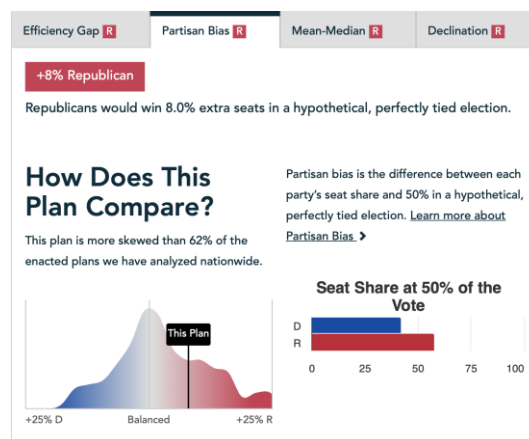 Efficiency Gap R
Partisan Bias R
Mean-Median R
Declination R
+8% Republican
Republicans would win 8.0% extra seats in a hypothetical, perfectly tied election.
How Does This
Plan Compare?
This plan is more skewed than 62% of the
enacted plans we have analyzed nationwide.
This Plan
+25% D
Balanced
+25% R
Partisan bias is the difference between each
party's seat share and 50% in a hypothetical,
perfectly tied election. Learn more about
Partisan Bias
Seat Share at 50% of the
Vote
D
R
0
25
50
75
100